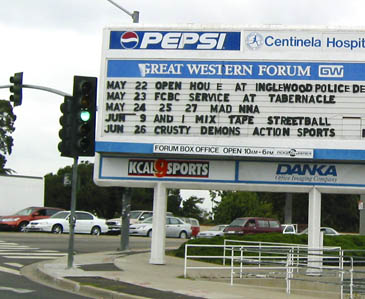 PEPSI
Centinela Hospit
GREAT WESTERN FORUM GW
MAY 22 OPEN HOU E AT INGLEWOOD POLICE DE
MAY 23 FCBC SERVICE AT TABERNACLE
MAY 24 25 27 MAD NNA
JUN 9 AND 1 MIX TAPE STREETBALL
JUN 26 CRUSTY DEMONS ACTION SPORTS
FORUM BOX OFFICE OPEN 10AM-6PM
KCAL 9 SPORTS
DANKA
Office Imaging Company